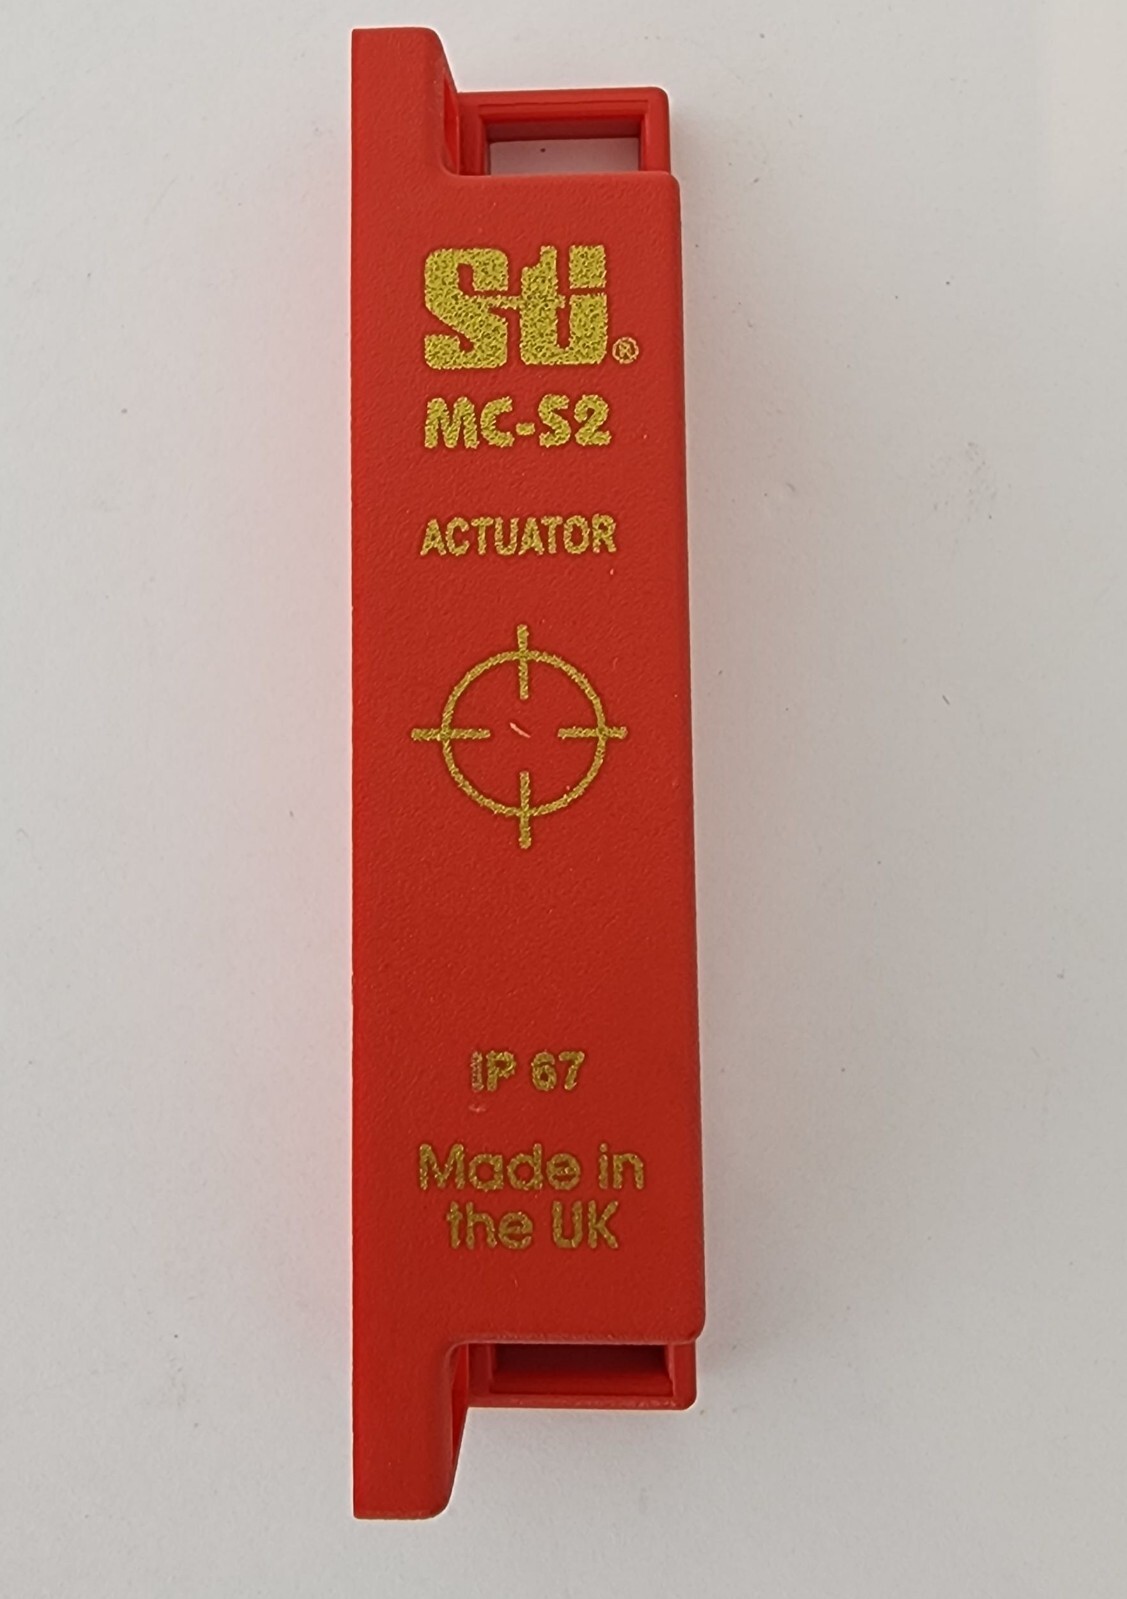 Sti®
MC-S2
ACTUATOR
IP 67
Made in
the UK